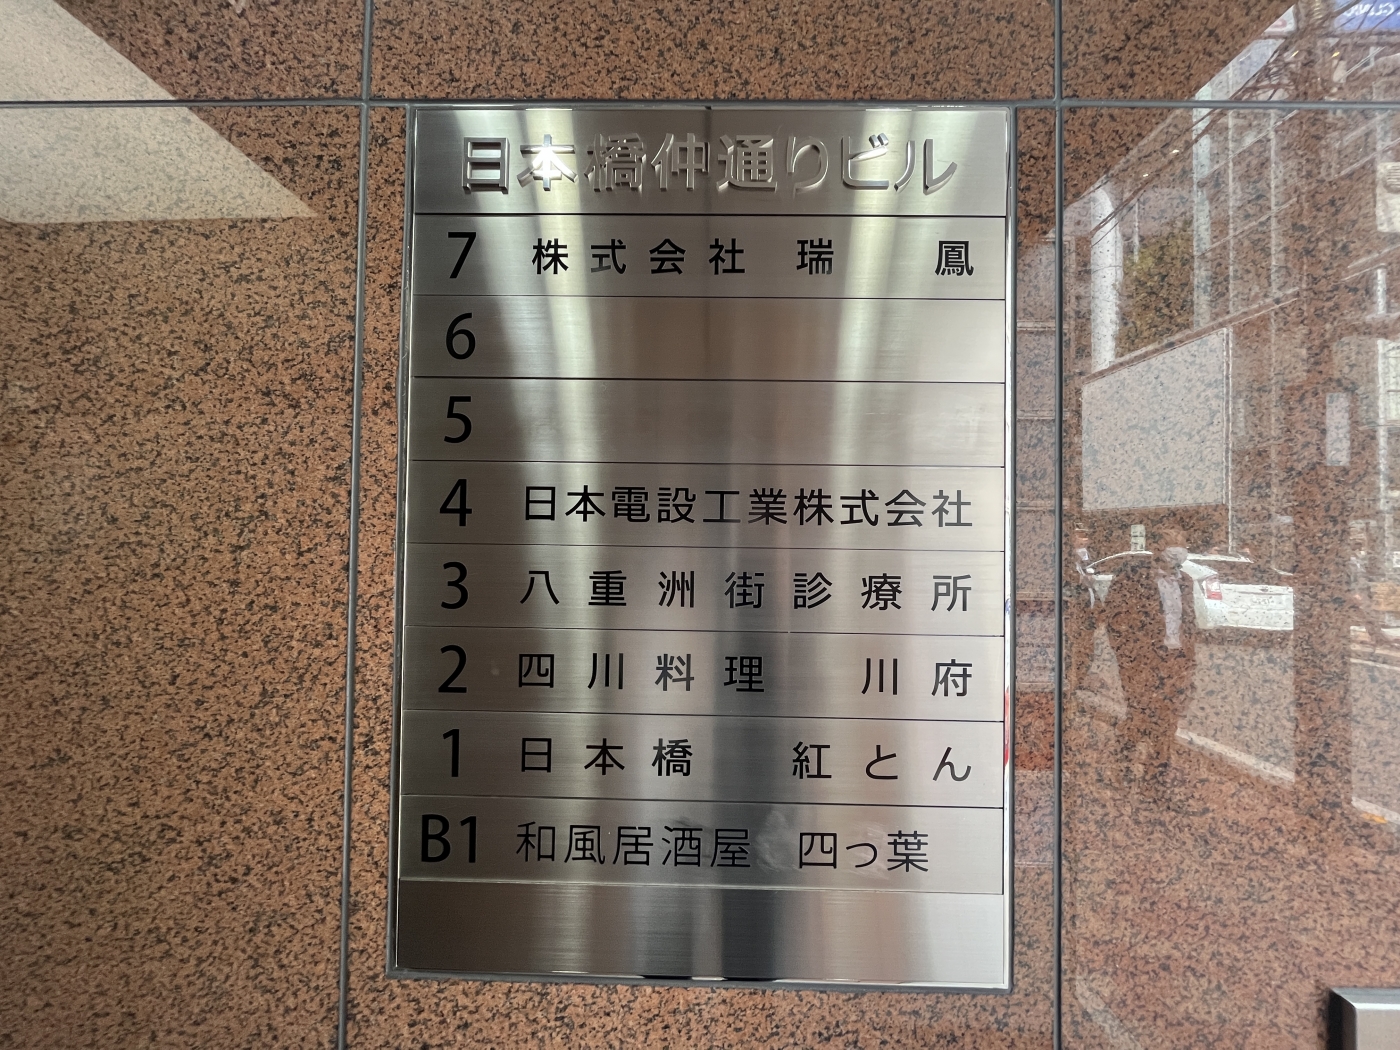 日本橋仲通りビル
7 株式会社 瑞 鳳
6
5
4 日本電設工業株式会社
3 八重洲街診療所
2 四川料理 川府
1 日本橋 紅とん
B1 和風居酒屋 四つ葉